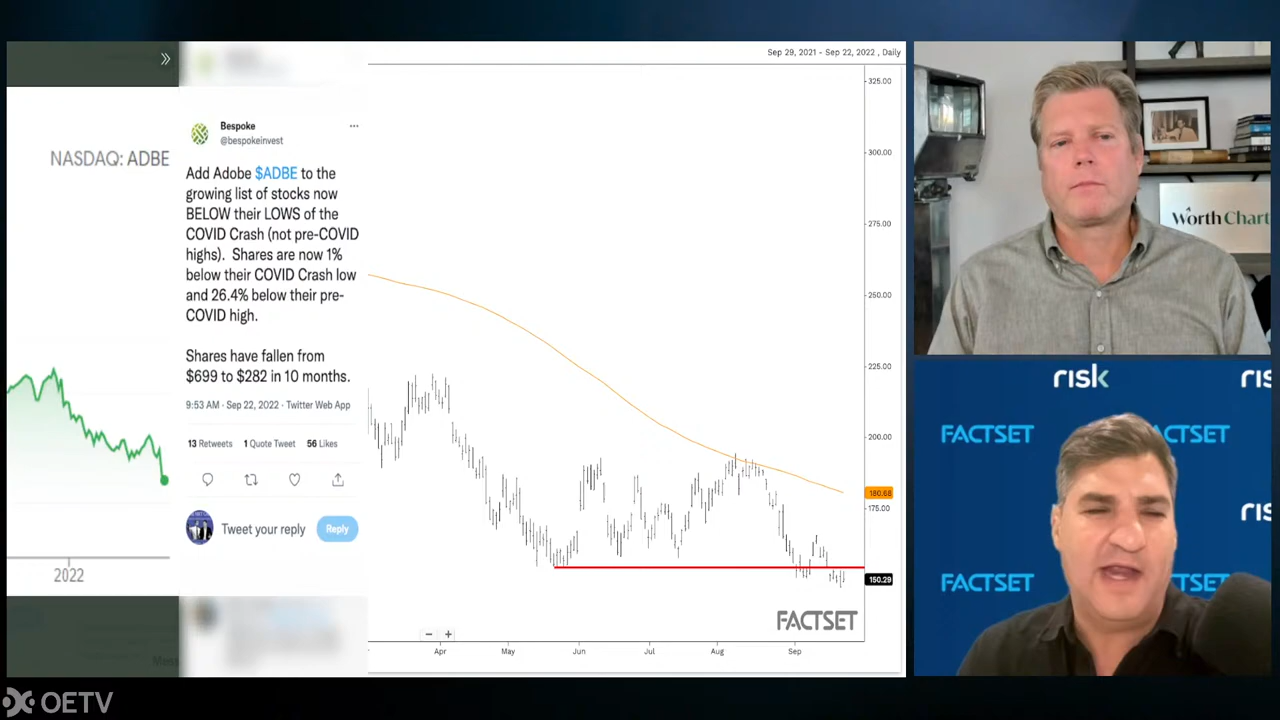 »
NASDAQ: ADBE
2022
Bespoke
@bespokeinvest
Add Adobe $ADBE to the
growing list of stocks now
BELOW their LOWS of the
COVID Crash (not pre-COVID
highs). Shares are now 1%
below their COVID Crash low
and 26.4% below their pre-
COVID high.
Shares have fallen from
$699 to $282 in 10 months.
9:53 AM · Sep 22, 2022 · Twitter Web App
13 Retweets 1 Quote Tweet 56 Likes
Tweet your reply
Reply
Sep 29, 2021 - Sep 22, 2022 , Daily
325.00
300.00
275.00
250.00
225.00
200.00
180.68
175.00
150.29
FACTSET
Apr May Jun Jul Aug Sep
Worth Chart
risk
FACTSET
FACTSET
FACTSET
OETV